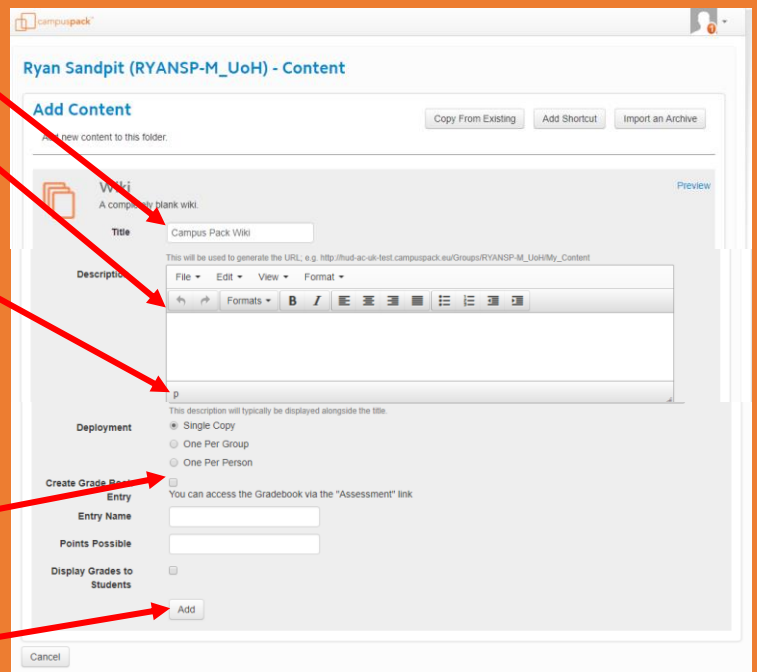 campuspack
1
Ryan Sandpit (RYANSP-M_UoH) - Content
Add Content
Copy From Existing Add Shortcut Import an Archive
Add new content to this folder.
Wiki Preview
A completely blank wiki.
Title Campus Pack Wiki
This will be used to generate the URL; e.g. http://hud-ac-uk-test.campuspack.eu/Groups/RYANSP-M_UoH/My_Content
Description File Edit View Format
Formats B I
p
This description will typically be displayed alongside the title.
Deployment Single Copy
One Per Group
One Per Person
Create Grade Book
Entry You can access the Gradebook via the "Assessment" link
Entry Name
Points Possible
Display Grades to
Students
Add
Cancel